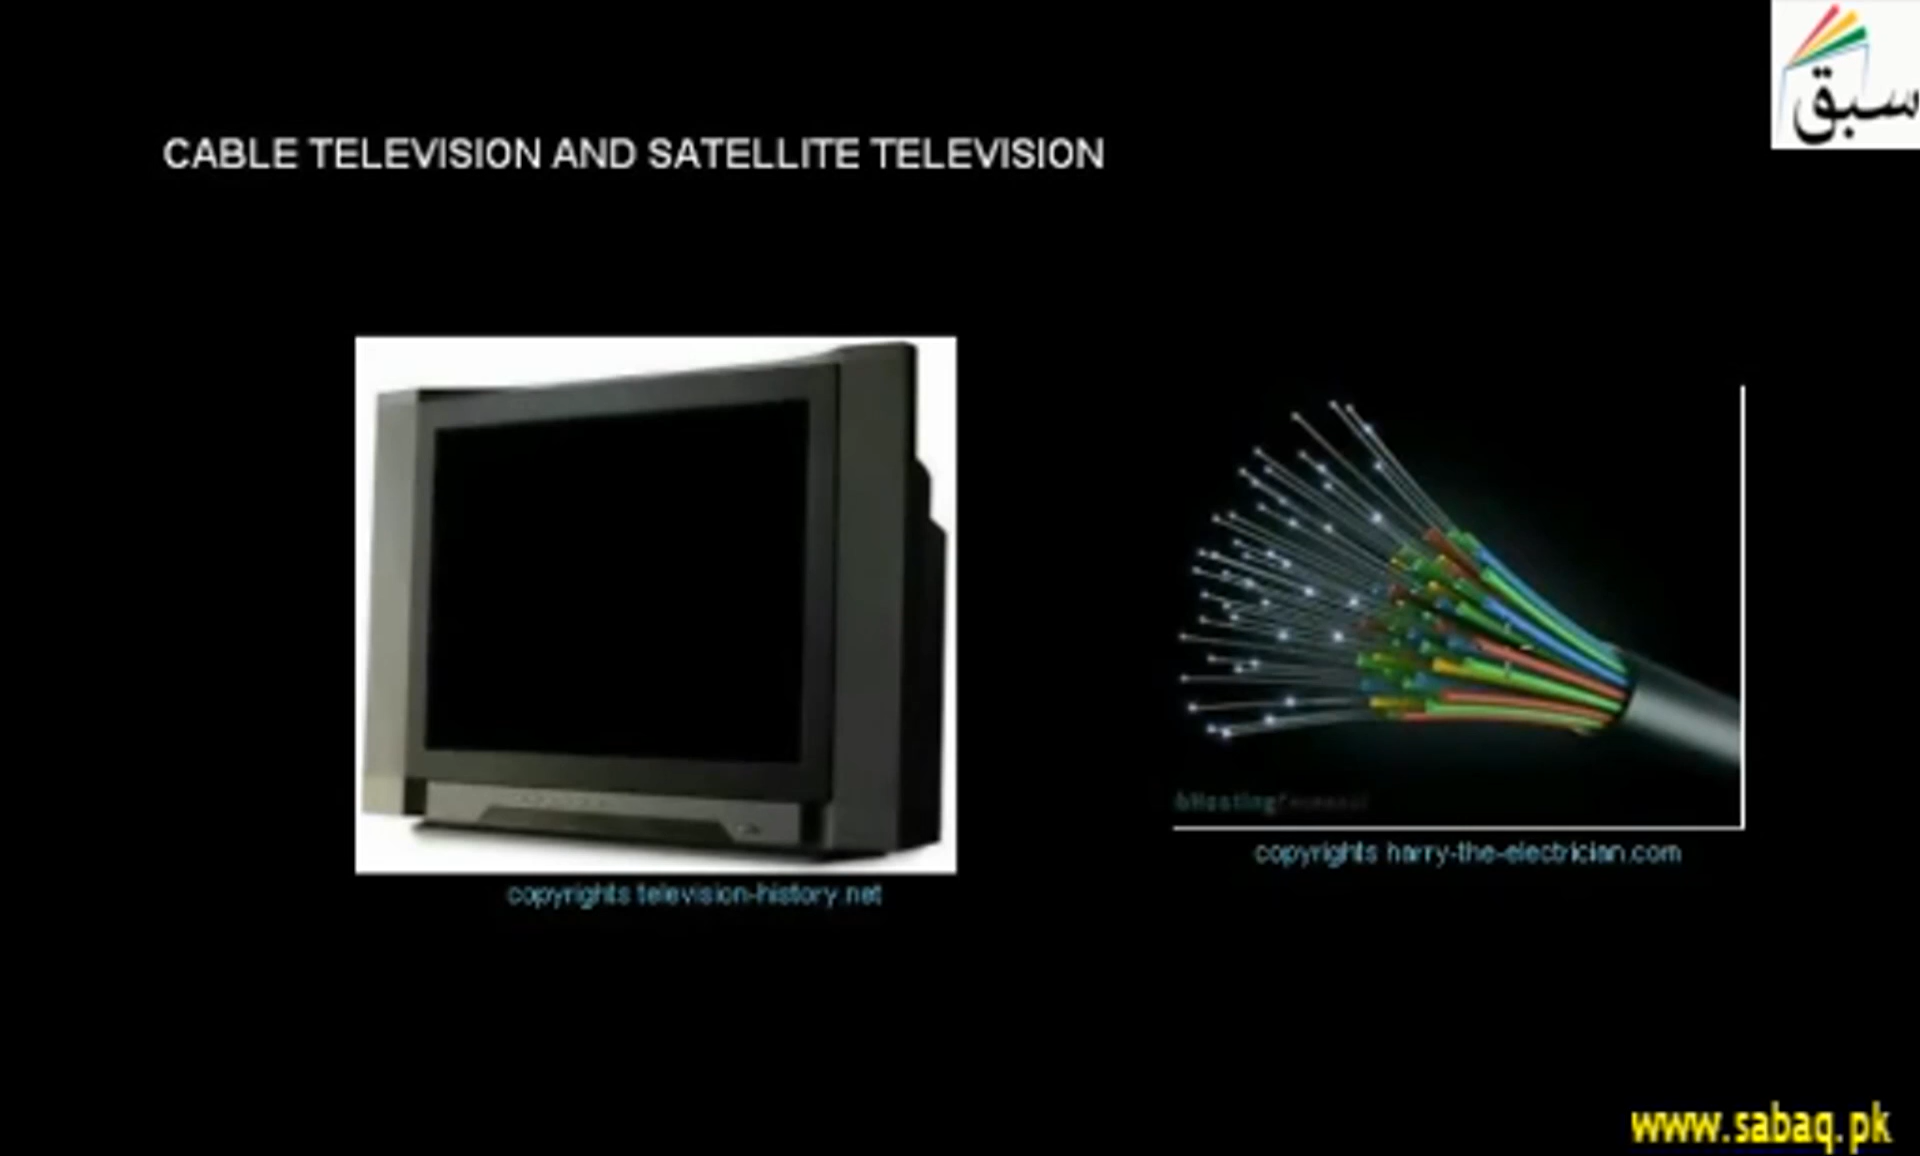 سبق
CABLE TELEVISION AND SATELLITE TELEVISION
copyrights harry-the-electrician.com
copyrights television-history.net
www.sabaq.pk